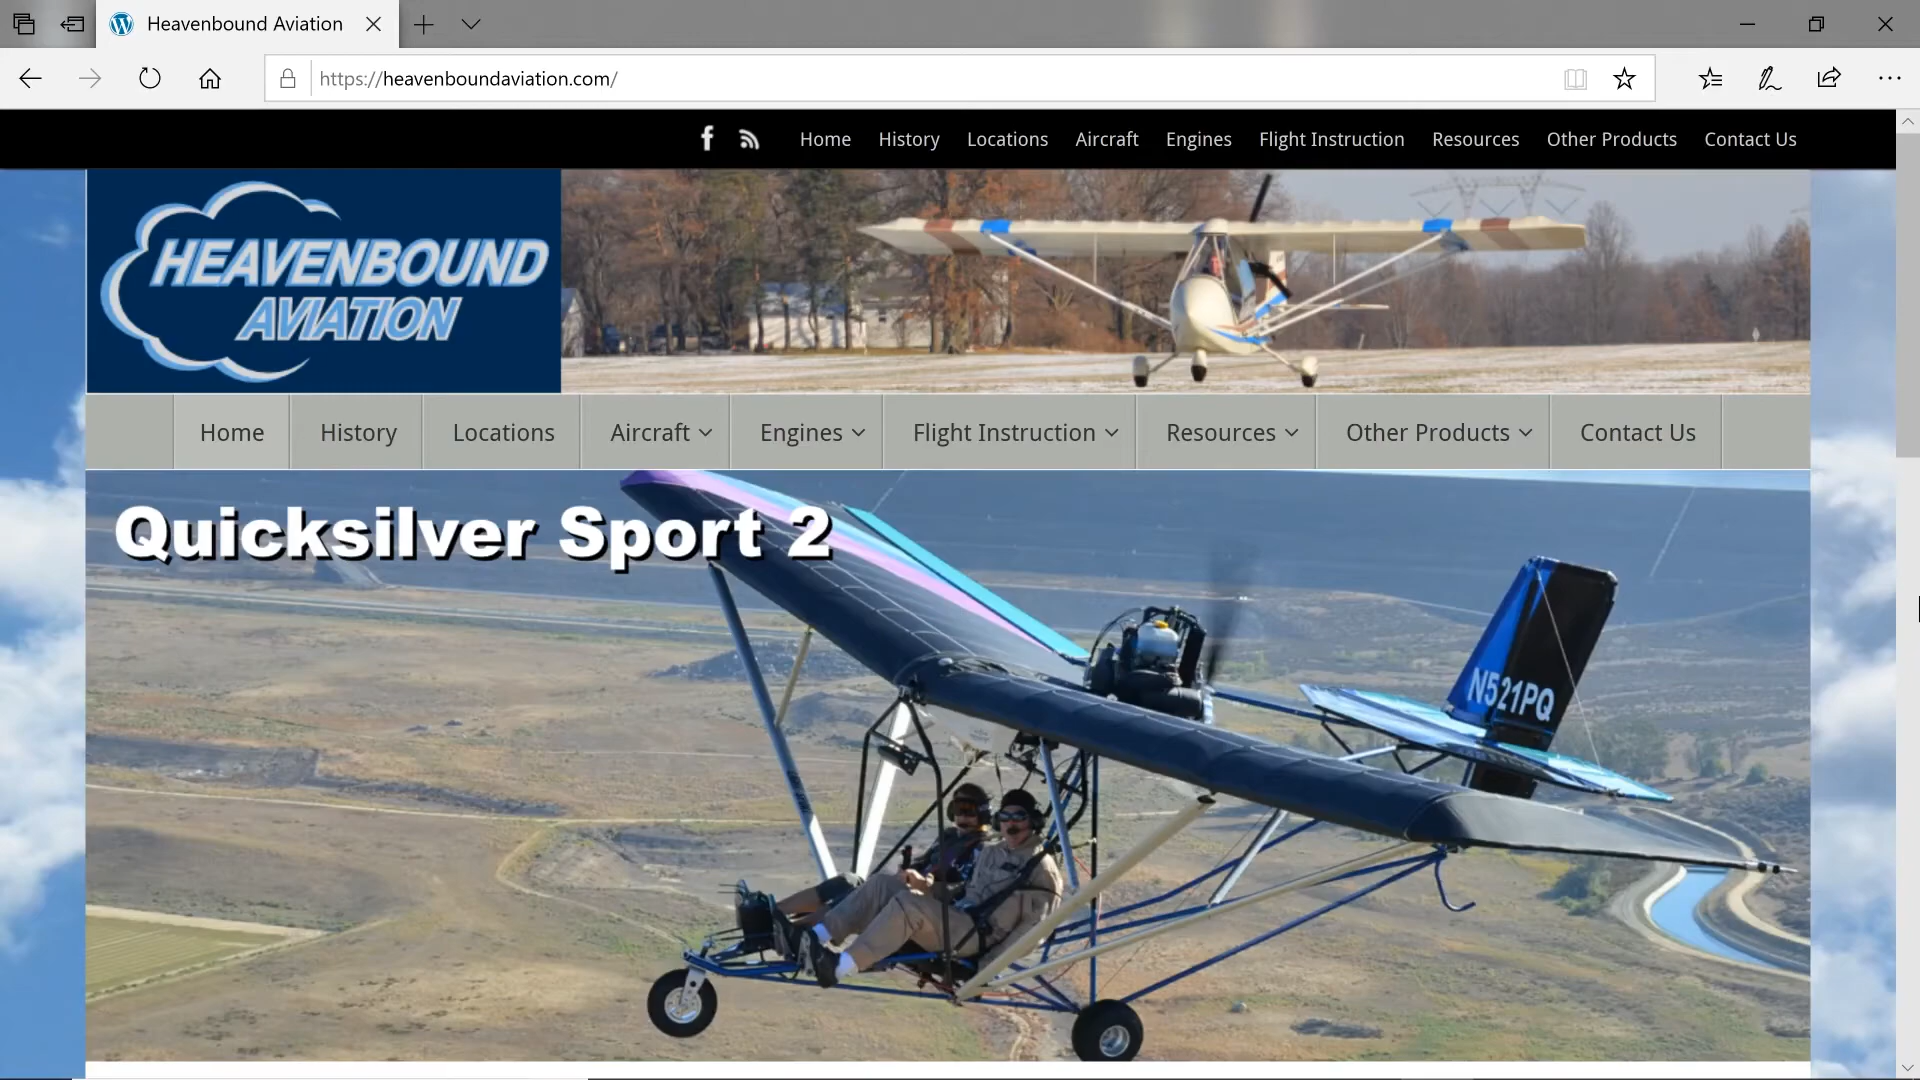 Heavenbound Aviation
https://heavenboundaviation.com/
Home History Locations Aircraft Engines Flight Instruction Resources Other Products Contact Us
HEAVENBOUND
AVIATION
Home History Locations Aircraft Engines Flight Instruction Resources Other Products Contact Us
Quicksilver Sport 2
N521PQ